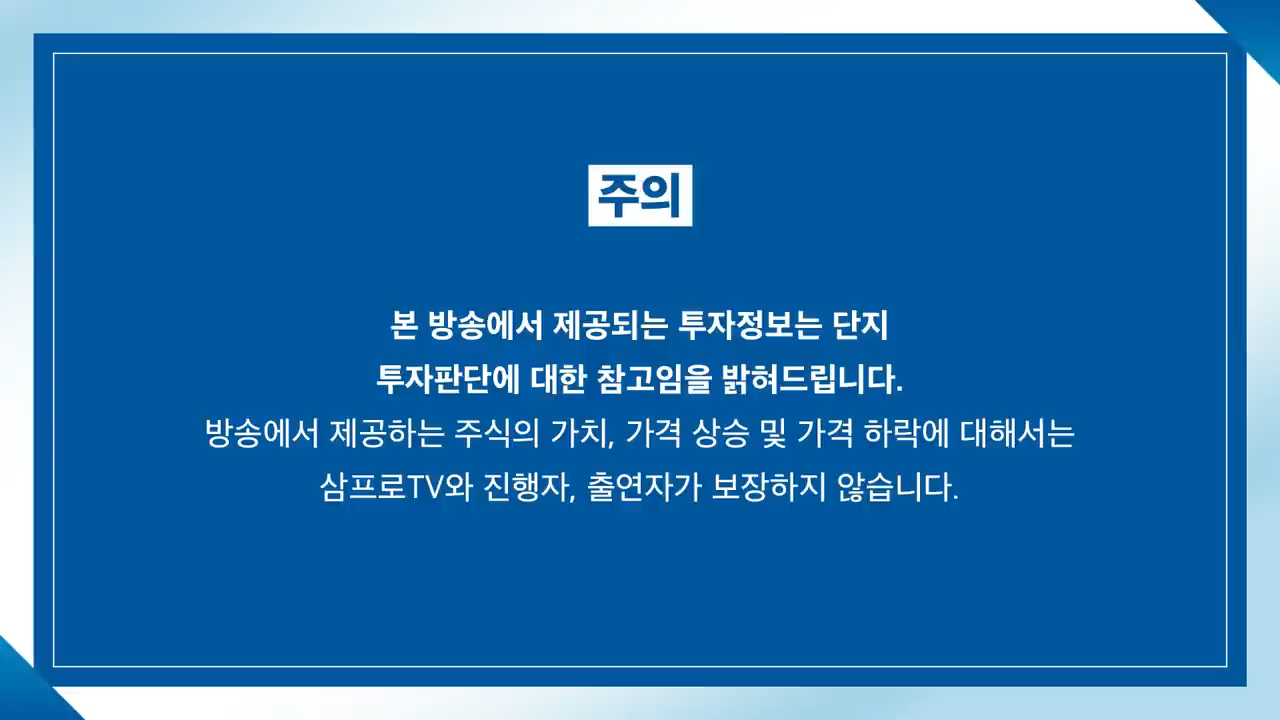 주의
본 방송에서 제공되는 투자정보는 단지
투자판단에 대한 참고임을 밝혀드립니다.
방송에서 제공하는 주식의 가치, 가격 상승 및 가격 하락에 대해서는
삼프로TV와 진행자, 출연자가 보장하지 않습니다.